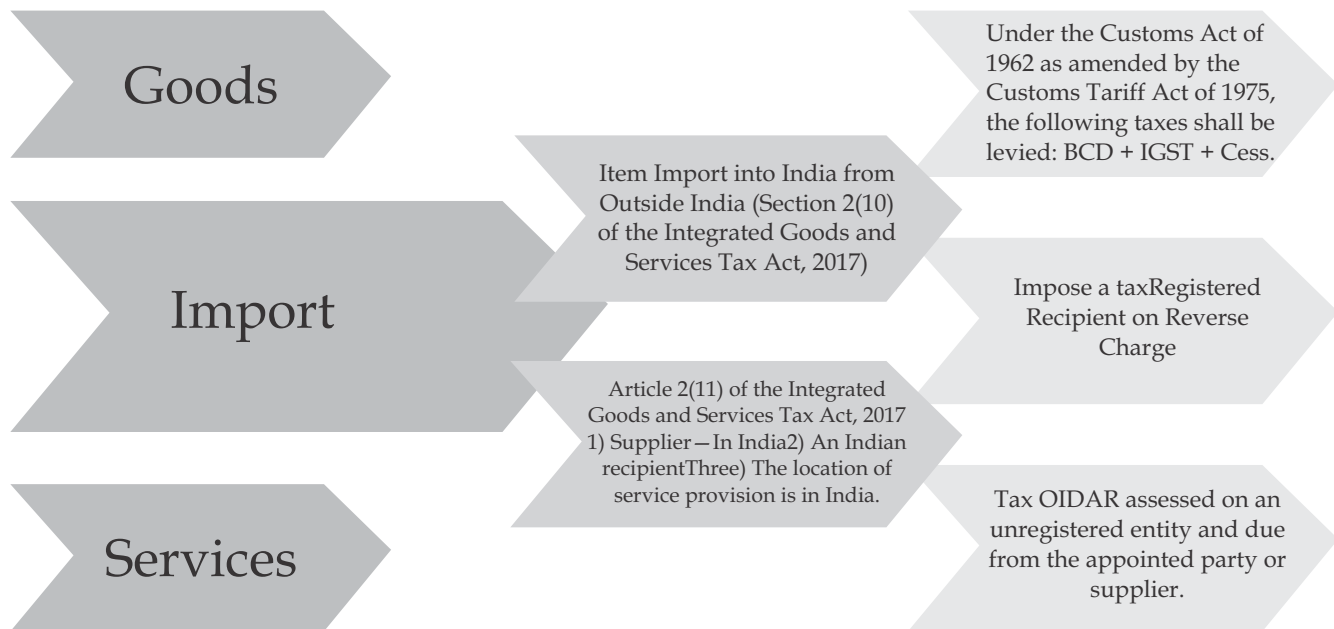 Goods
Import
Services
Item Import into India from
Outside India (Section 2(10)
of the Integrated Goods and
Services Tax Act, 2017)
Article 2(11) of the Integrated
Goods and Services Tax Act, 2017
1) Supplier—In India2) An Indian
recipientThree) The location of
service provision is in India.
Under the Customs Act of
1962 as amended by the
Customs Tariff Act of 1975,
the following taxes shall be
levied: BCD + IGST + Cess.
Impose a taxRegistered
Recipient on Reverse
Charge
Tax OIDAR assessed on an
unregistered entity and due
from the appointed party or
supplier.